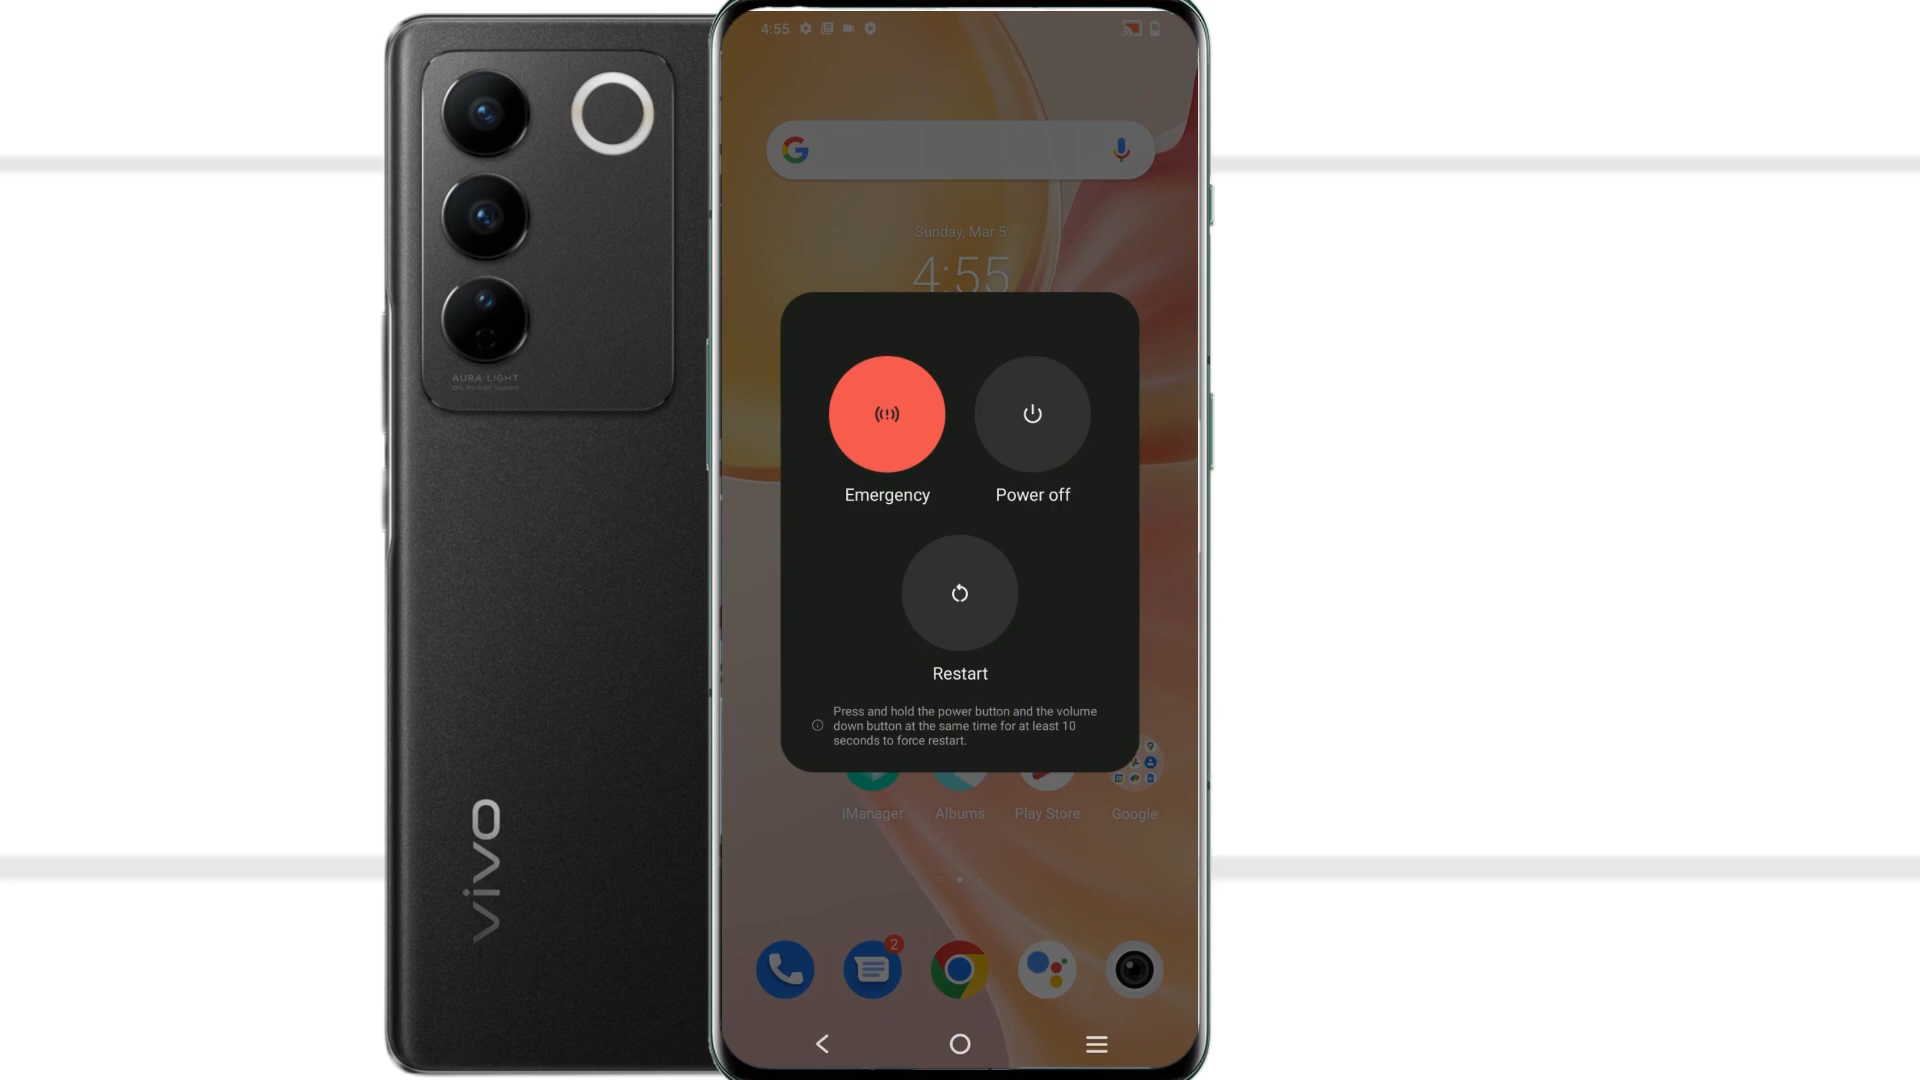 AURA LIGHT
vivo
4:55
Sunday, Mar 5
4:55
Emergency
Power off
Restart
Press and hold the power button and the volume
down button at the same time for at least 10
seconds to force restart.
iManager
Albums
Play Store
Google
2